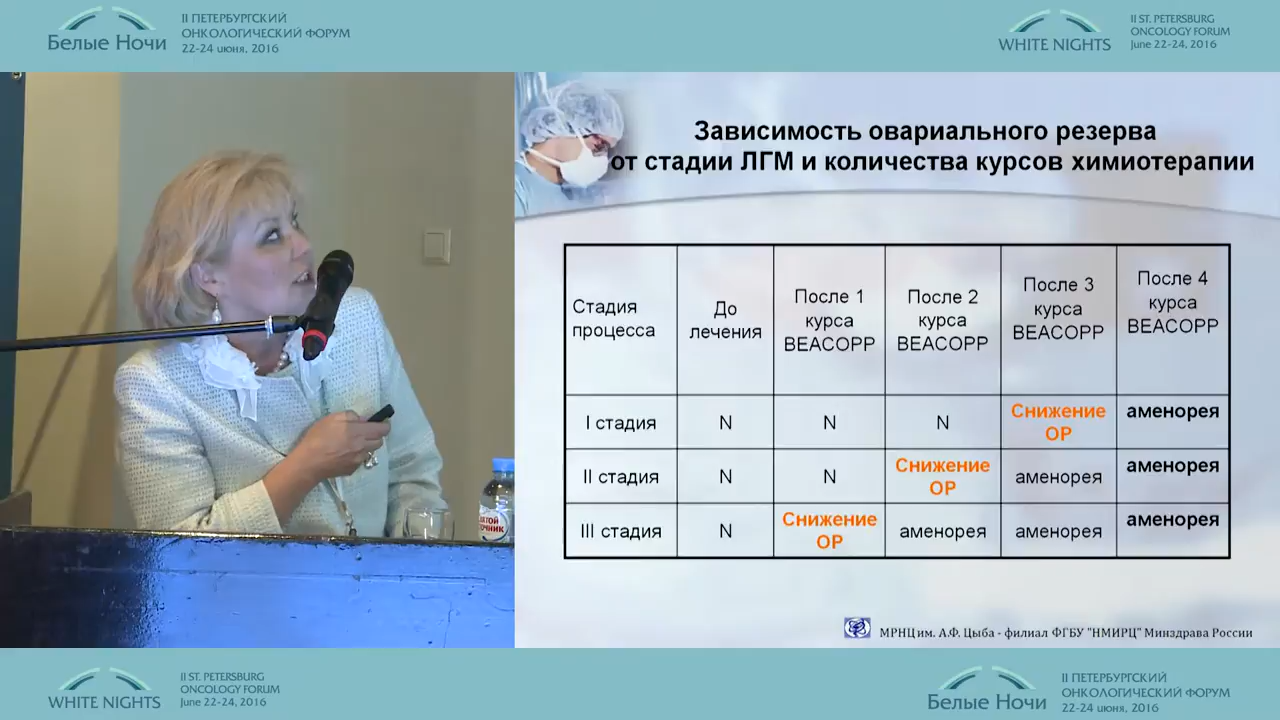 II ПЕТЕРБУРГСКИЙ
ОНКОЛОГИЧЕСКИЙ ФОРУМ
Белые Ночи
22-24 июня, 2016
II ST. PETERSBURG
ONCOLOGY FORUM
WHITE NIGHTS
June 22-24, 2016
Зависимость овариального резерва
от стадии ЛГМ и количества курсов химиотерапии
Стадия
процесса
До
лечения
После 1
курса
BEACOPP
После 2
курса
BEACOPP
После 3
курса
BEACOPP
После 4
курса
BEACOPP
I стадия
N
N
N
Снижение
ОР
аменорея
II стадия
N
N
Снижение
ОР
аменорея
аменорея
III стадия
N
Снижение
ОР
аменорея
аменорея
аменорея
МРНЦ им. А.Ф. Цыба - филиал ФГБУ "НМИРЦ" Минздрава России
II ST. PETERSBURG
ONCOLOGY FORUM
WHITE NIGHTS
June 22-24, 2016
II ПЕТЕРБУРГСКИЙ
ОНКОЛОГИЧЕСКИЙ ФОРУМ
Белые Ночи
22-24 июня, 2016